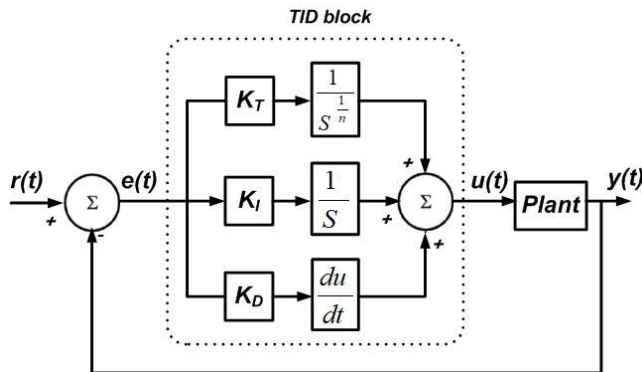 TID block
K_T
1
S^{1/n}
r(t)
+
Σ
-
e(t)
K_I
1
S
+
+
+
Σ
u(t)
Plant
y(t)
K_D
du
dt